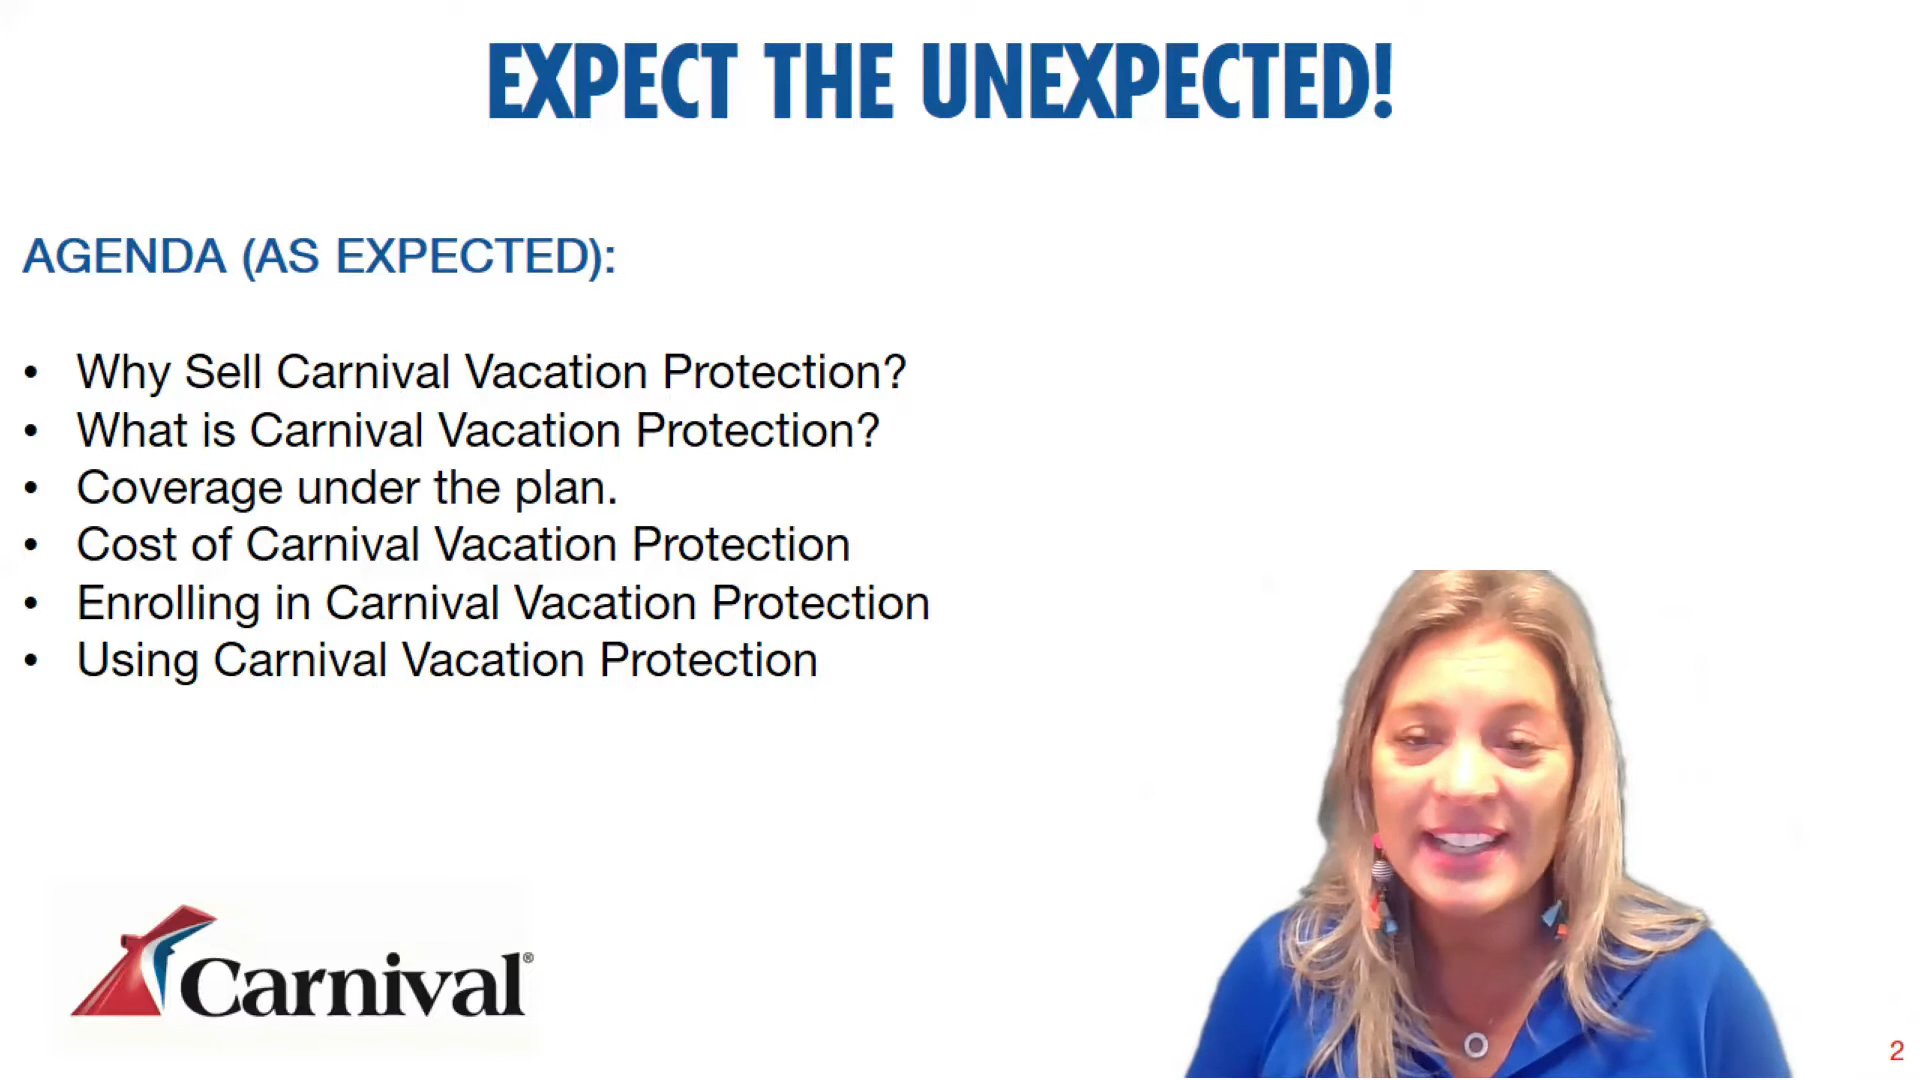 EXPECT THE UNEXPECTED!
AGENDA (AS EXPECTED):
• Why Sell Carnival Vacation Protection?
• What is Carnival Vacation Protection?
• Coverage under the plan.
• Cost of Carnival Vacation Protection
• Enrolling in Carnival Vacation Protection
• Using Carnival Vacation Protection
Carnival®
2